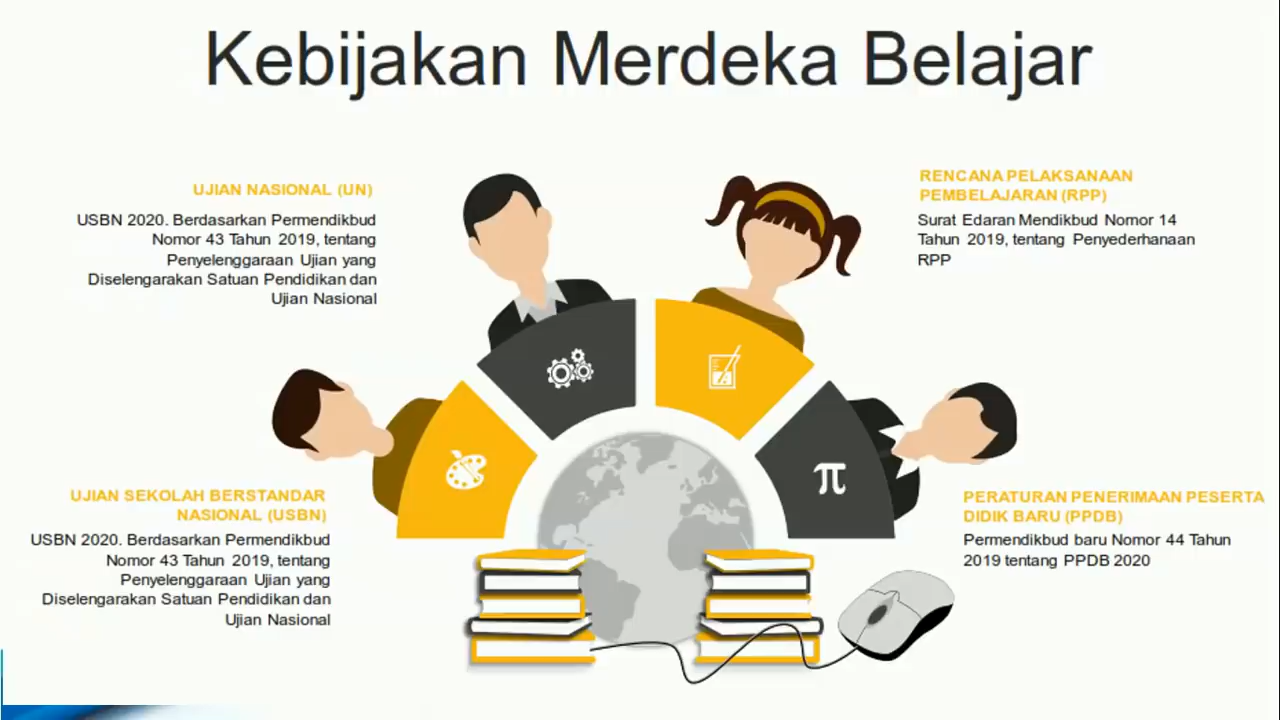 Kebijakan Merdeka Belajar
UJIAN NASIONAL (UN)
USBN 2020. Berdasarkan Permendikbud
Nomor 43 Tahun 2019, tentang
Penyelenggaraan Ujian yang
Diselengarakan Satuan Pendidikan dan
Ujian Nasional
RENCANA PELAKSANAAN
PEMBELAJARAN (RPP)
Surat Edaran Mendikbud Nomor 14
Tahun 2019, tentang Penyederhanaan
RPP
UJIAN SEKOLAH BERSTANDAR
NASIONAL (USBN)
USBN 2020. Berdasarkan Permendikbud
Nomor 43 Tahun 2019, tentang
Penyelenggaraan Ujian yang
Diselengarakan Satuan Pendidikan dan
Ujian Nasional
π
PERATURAN PENERIMAAN PESERTA
DIDIK BARU (PPDB)
Permendikbud baru Nomor 44 Tahun
2019 tentang PPDB 2020